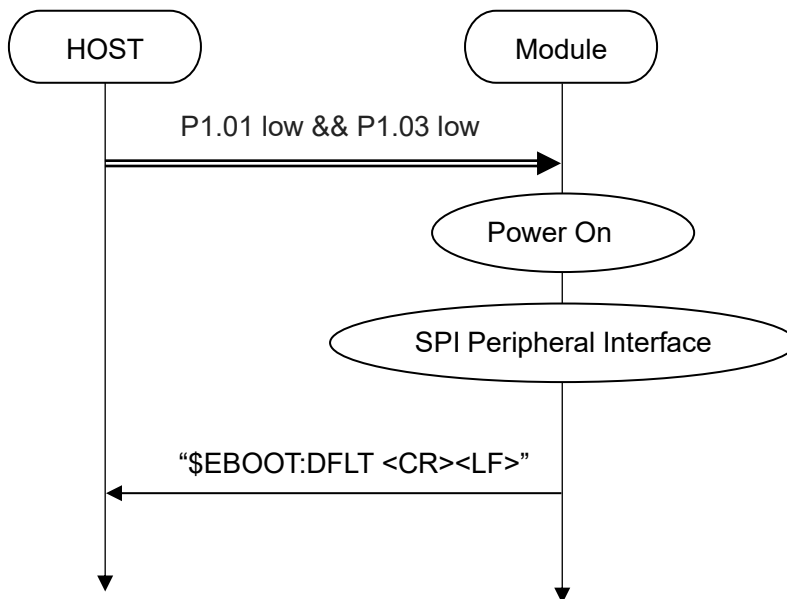 HOST
Module
P1.01 low && P1.03 low
Power On
SPI Peripheral Interface
“$EBOOT:DFLT <CR><LF>”